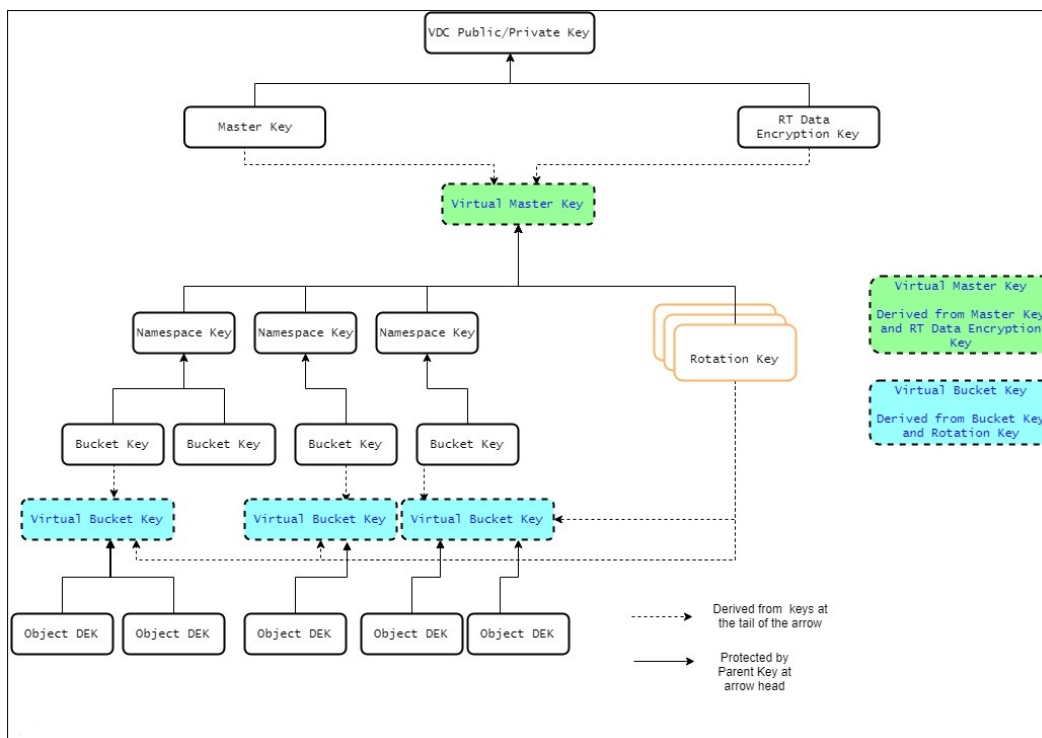 VDC Public/Private Key
Master Key
RT Data
Encryption Key
Virtual Master Key
Namespace Key
Namespace Key
Namespace Key
Rotation Key
Virtual Master Key
Derived from Master Key
and RT Data Encryption
Key
Virtual Bucket Key
Derived from Bucket Key
and Rotation Key
Bucket Key
Bucket Key
Bucket Key
Bucket Key
Virtual Bucket Key
Virtual Bucket Key
Virtual Bucket Key
Object DEK
Object DEK
Object DEK
Object DEK
Object DEK
Derived from keys at
the tail of the arrow
Protected by
Parent Key at
arrow head